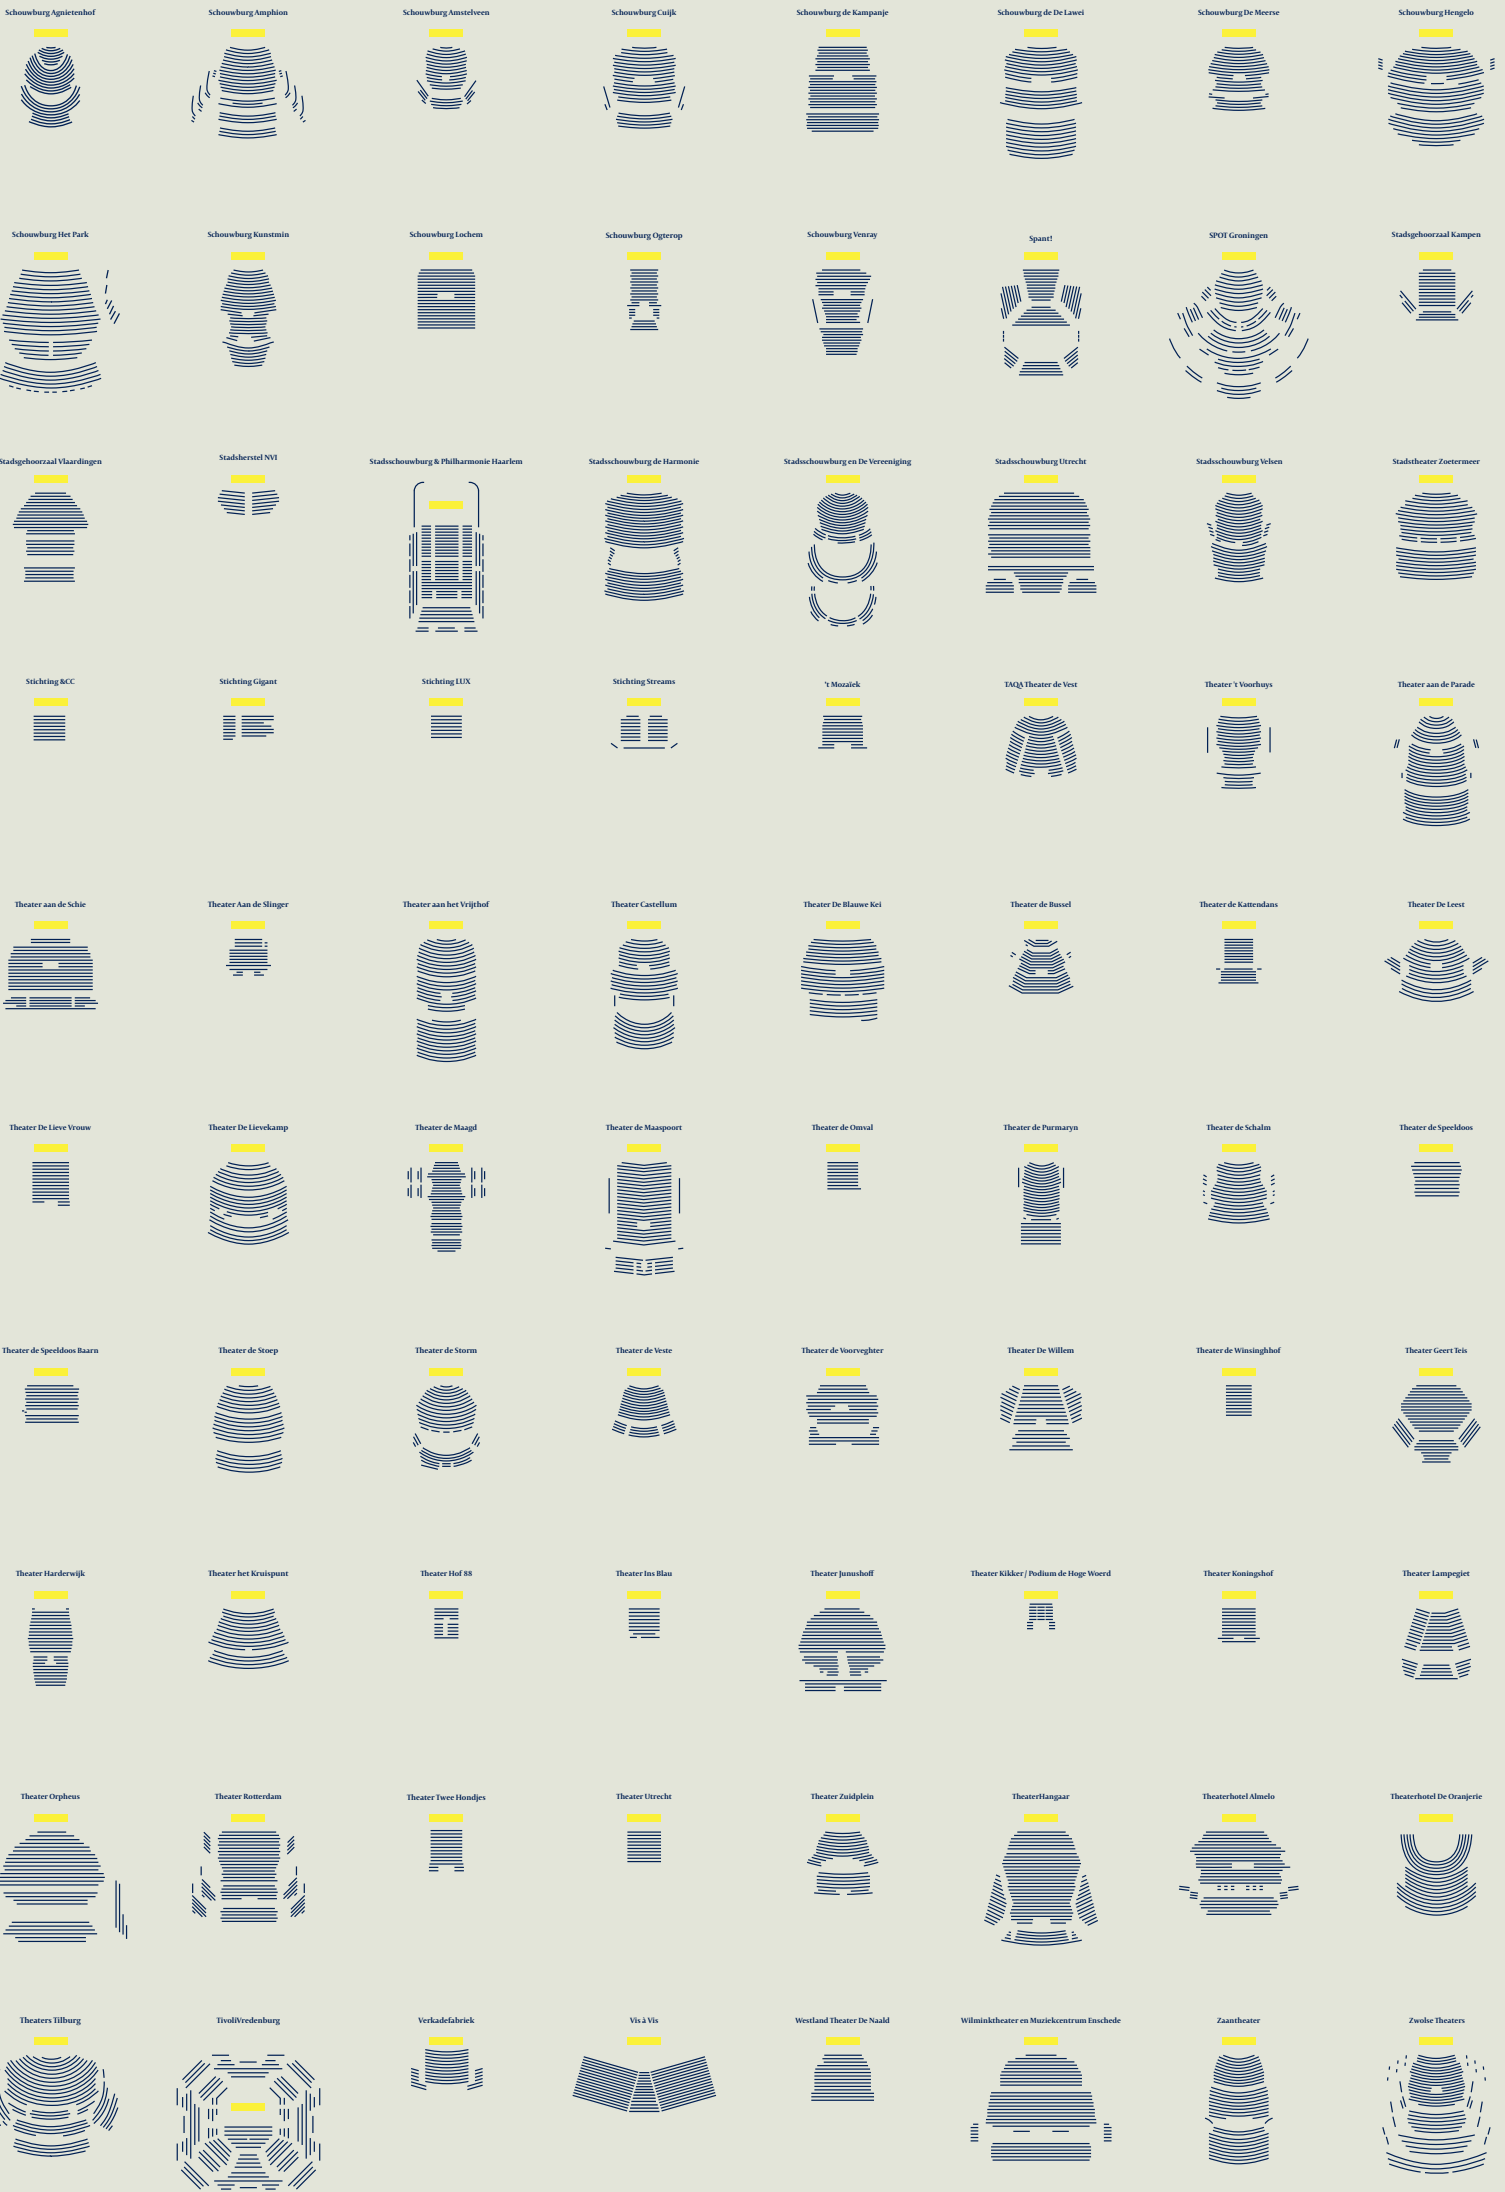 Schouwburg Agnietenhof
Schouwburg Amphion
Schouwburg Amstelveen
Schouwburg Cuijk
Schouwburg de Kampanje
Schouwburg de De Lawei
Schouwburg De Meerse
Schouwburg Hengelo
Schouwburg Het Park
Schouwburg Kunstmin
Schouwburg Lochem
Schouwburg Ogterop
Schouwburg Venray
Spant!
SPOT Groningen
Stadsgehoorzaal Kampen
Stadsgehoorzaal Vlaardingen
Stadsherstel NVI
Stadsschouwburg & Philharmonie Haarlem
Stadsschouwburg de Harmonie
Stadsschouwburg en De Vereeniging
Stadsschouwburg Utrecht
Stadsschouwburg Velsen
Stadstheater Zoetermeer
Stichting &CC
Stichting Gigant
Stichting LUX
Stichting Streams
't Mozaïek
TAQA Theater de Vest
Theater 't Voorhuys
Theater aan de Parade
Theater aan de Schie
Theater Aan de Slinger
Theater aan het Vrijthof
Theater Castellum
Theater De Blauwe Kei
Theater de Bussel
Theater de Kattendans
Theater De Leest
Theater De Lieve Vrouw
Theater De Lievekamp
Theater de Maagd
Theater de Maaspoort
Theater de Omval
Theater de Purmaryn
Theater de Schalm
Theater de Speeldoos
Theater de Speeldoos Baarn
Theater de Stoep
Theater de Storm
Theater de Veste
Theater de Voorveghter
Theater De Willem
Theater de Winsinghhof
Theater Geert Teis
Theater Harderwijk
Theater het Kruispunt
Theater Hof 88
Theater Ins Blau
Theater Junushoff
Theater Kikker / Podium de Hoge Woerd
Theater Koningshof
Theater Lampegiet
Theater Orpheus
Theater Rotterdam
Theater Twee Hondjes
Theater Utrecht
Theater Zuidplein
TheaterHangaar
Theaterhotel Almelo
Theaterhotel De Oranjerie
Theaters Tilburg
TivoliVredenburg
Verkadefabriek
Vis à Vis
Westland Theater De Naald
Wilminktheater en Muziekcentrum Enschede
Zaantheater
Zwolse Theaters